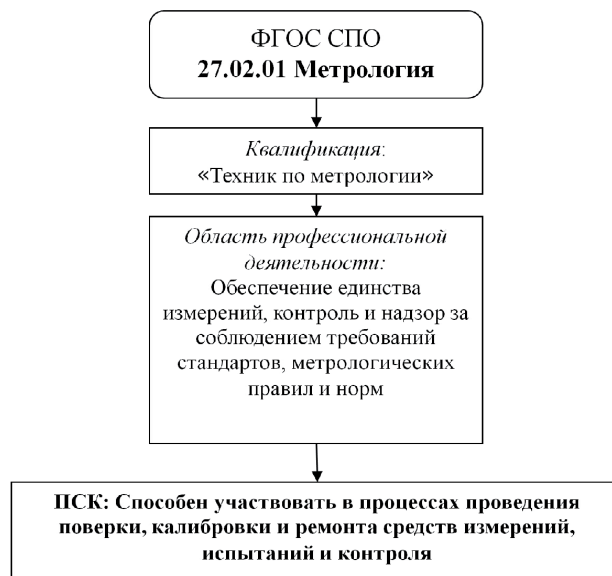 ФГОС СПО
27.02.01 Метрология
Квалификация:
«Техник по метрологии»
Область профессиональной
деятельности:
Обеспечение единства
измерений, контроль и надзор за
соблюдением требований
стандартов, метрологических
правил и норм
ПСК: Способен участвовать в процессах проведения
поверки, калибровки и ремонта средств измерений,
испытаний и контроля